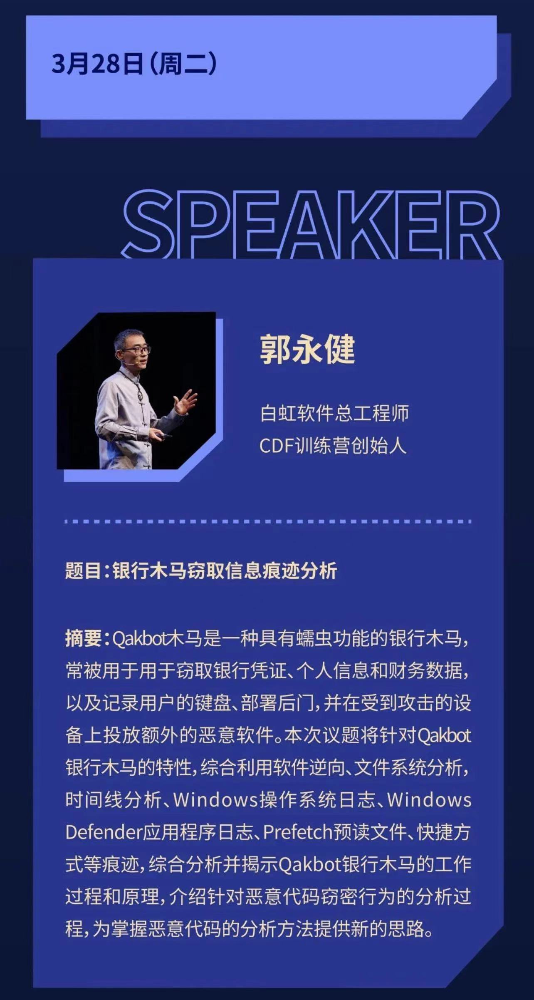 3月28日（周二）
SPEAKER
郭永健
白虹软件总工程师
CDF训练营创始人
题目：银行木马窃取信息痕迹分析
摘要：Qakbot木马是一种具有蠕虫功能的银行木马，
常被用于用于窃取银行凭证、个人信息和财务数据，
以及记录用户的键盘、部署后门，并在受到攻击的设
备上投放额外的恶意软件。本次议题将针对Qakbot
银行木马的特性，综合利用软件逆向、文件系统分析，
时间线分析、Windows操作系统日志、Windows
Defender应用程序日志、Prefetch预读文件、快捷方
式等痕迹，综合分析并揭示Qakbot银行木马的工作
过程和原理，介绍针对恶意代码窃密行为的分析过
程，为掌握恶意代码的分析方法提供新的思路。